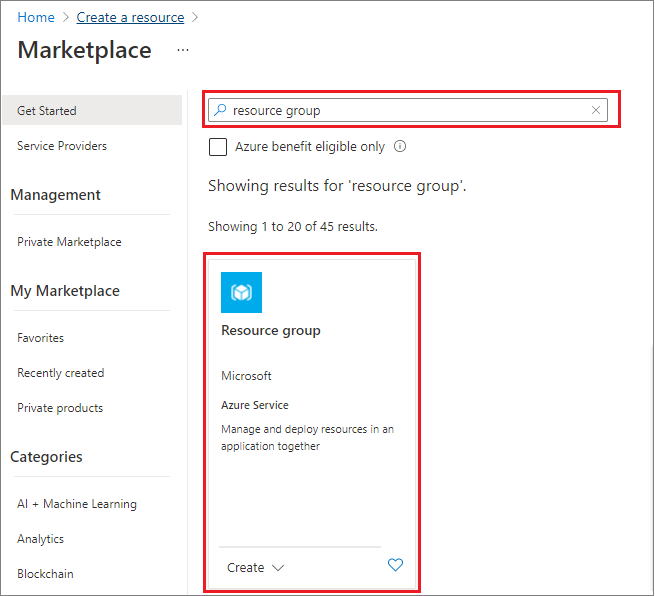 Home > Create a resource >
Marketplace ...
Get Started
Service Providers
Management
Private Marketplace
My Marketplace
Favorites
Recently created
Private products
Categories
AI + Machine Learning
Analytics
Blockchain
resource group
Azure benefit eligible only
Showing results for 'resource group'.
Showing 1 to 20 of 45 results.
Resource group
Microsoft
Azure Service
Manage and deploy resources in an
application together
Create